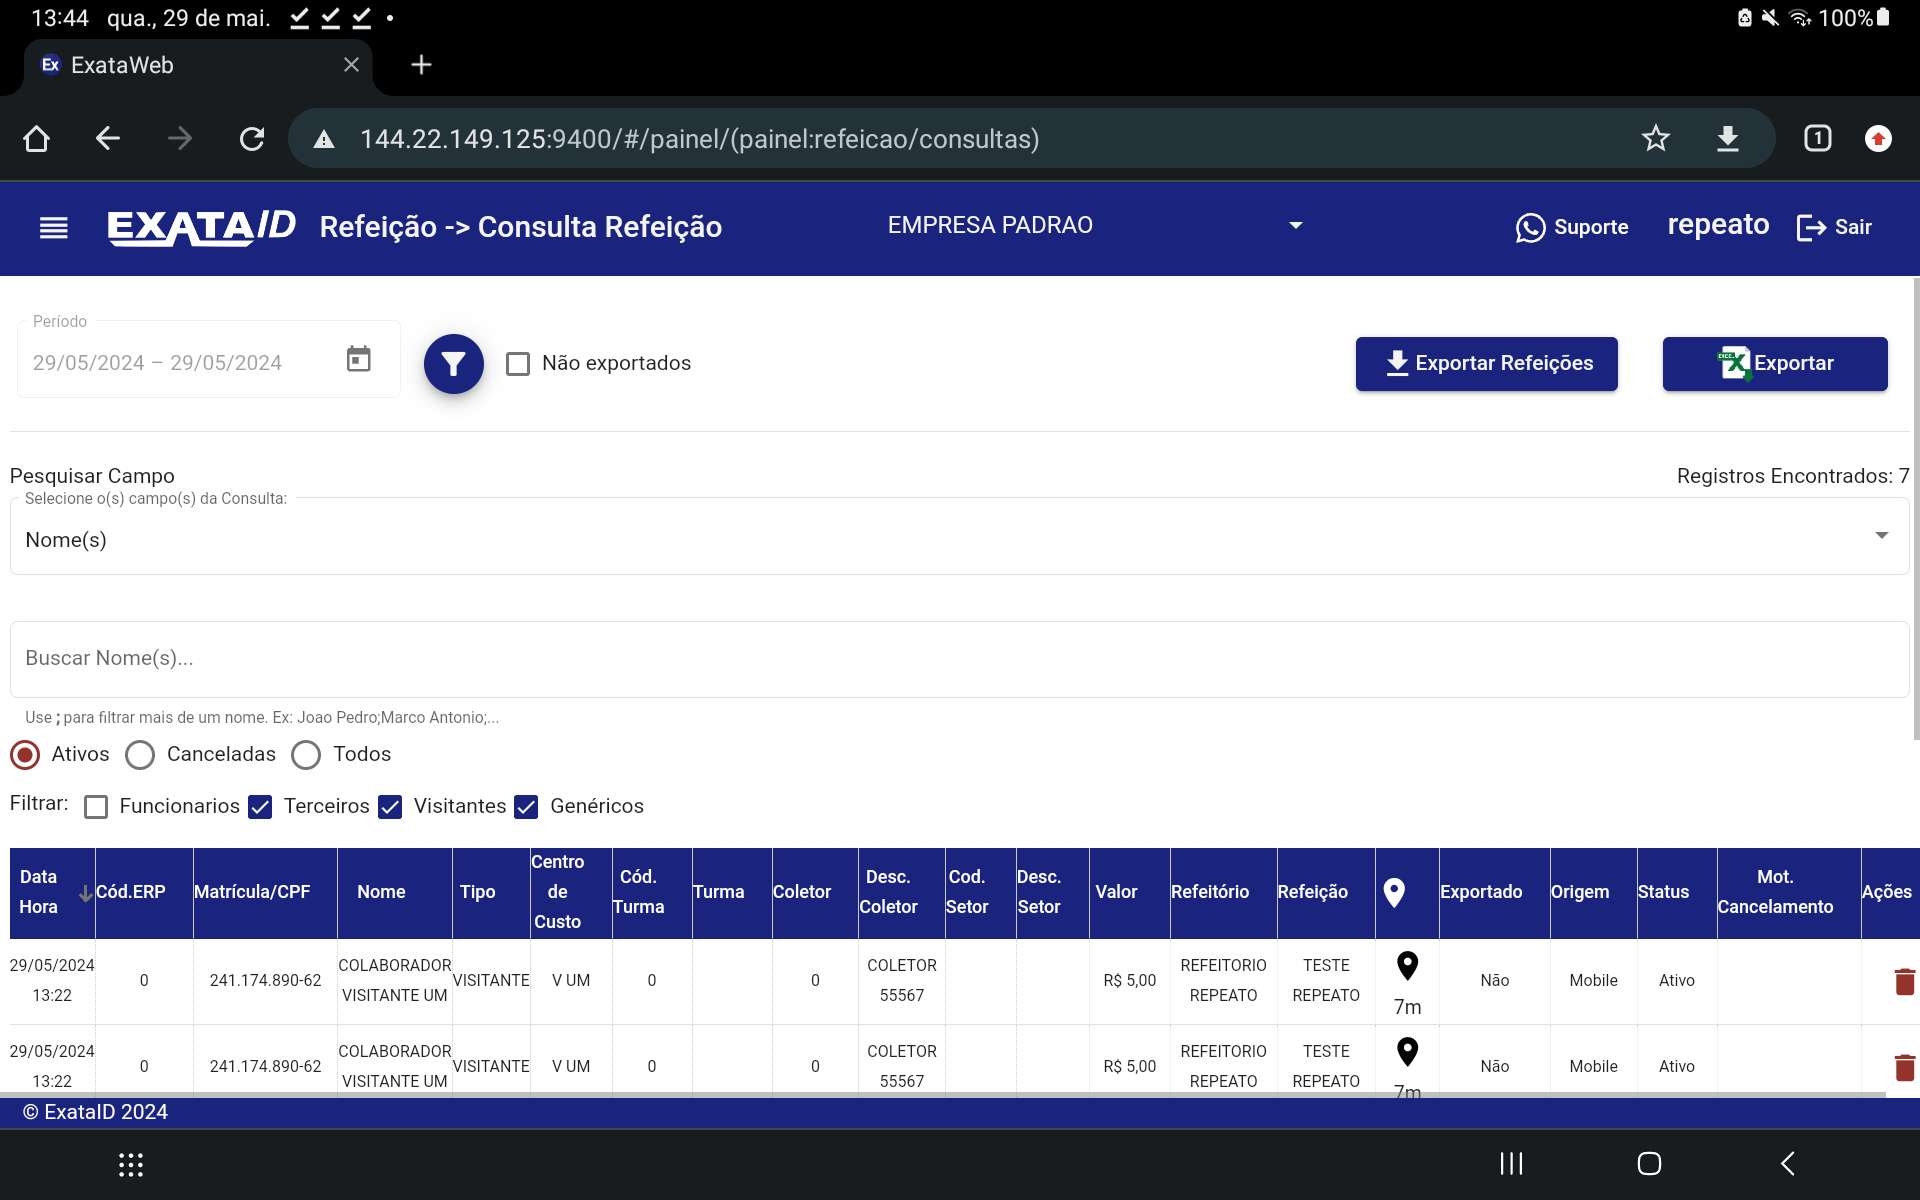 13:44 qua., 29 de mai.
100%
Ex ExataWeb
144.22.149.125:9400/#/painel/(painel:refeicao/consultas)
1
EXATAID Refeição -> Consulta Refeição EMPRESA PADRAO Suporte repeato Sair
Período
29/05/2024 – 29/05/2024
Não exportados
Exportar Refeições
Exportar
Pesquisar Campo
Registros Encontrados: 7
Selecione o(s) campo(s) da Consulta:
Nome(s)
Buscar Nome(s)...
Use ; para filtrar mais de um nome. Ex: Joao Pedro;Marco Antonio;...
Ativos Canceladas Todos
Filtrar: Funcionarios Terceiros Visitantes Genéricos
Data Hora Cód.ERP Matrícula/CPF Nome Tipo Centro de Custo Cód. Turma Turma Coletor Desc. Coletor Cod. Setor Desc. Setor Valor Refeitório Refeição Exportado Origem Status Mot. Cancelamento Ações
29/05/2024 13:22 0 241.174.890-62 COLABORADOR VISITANTE UM VISITANTE V UM 0 0 COLETOR 55567 R$ 5,00 REFEITORIO REPEATO TESTE REPEATO 7m Não Mobile Ativo
29/05/2024 13:22 0 241.174.890-62 COLABORADOR VISITANTE UM VISITANTE V UM 0 0 COLETOR 55567 R$ 5,00 REFEITORIO REPEATO TESTE REPEATO 7m Não Mobile Ativo
© ExataID 2024